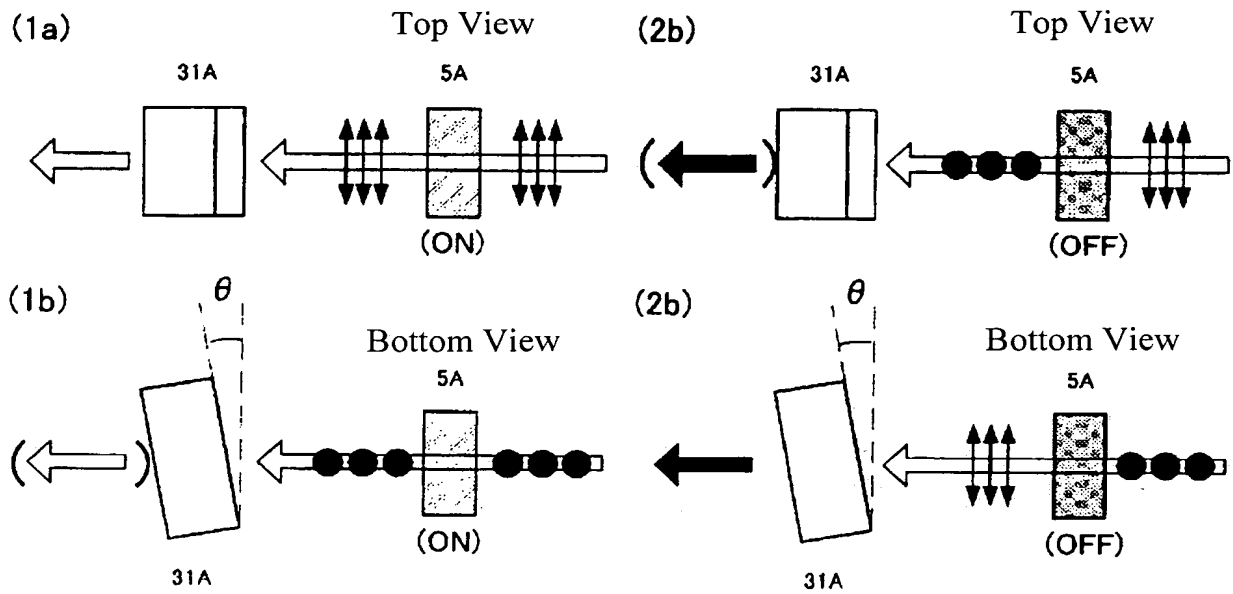 (1a)
Top View
31A
5A
(ON)
(2b)
Top View
31A
5A
(OFF)
(1b)
θ
Bottom View
5A
(ON)
31A
(2b)
θ
Bottom View
5A
(OFF)
31A